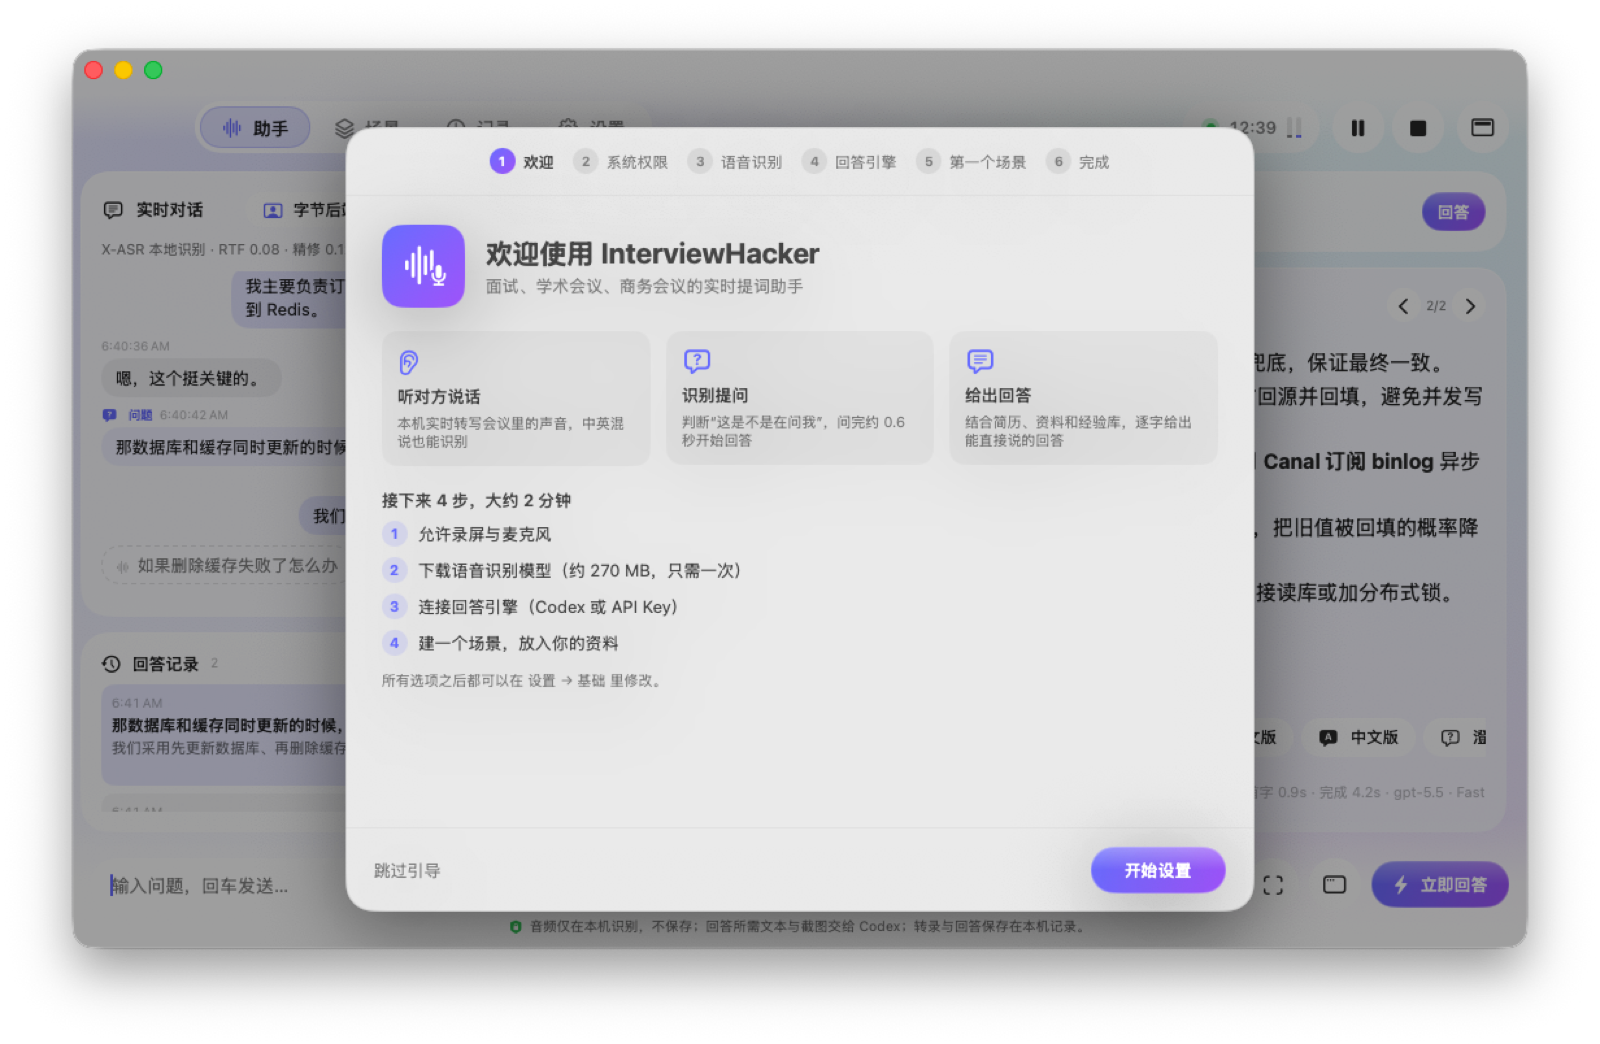 助手
12:39
1 欢迎
2 系统权限
3 语音识别
4 回答引擎
5 第一个场景
6 完成
实时对话
字节后
X-ASR 本地识别 · RTF 0.08 · 精修 0.1
我主要负责订
到 Redis。
6:40:36 AM
嗯，这个挺关键的。
问题 6:40:42 AM
那数据库和缓存同时更新的时候
我们
如果删除缓存失败了怎么办
回答记录 2
6:41 AM
那数据库和缓存同时更新的时候，
我们采用先更新数据库、再删除缓存
6:41 AM
输入问题，回车发送...
欢迎使用 InterviewHacker
面试、学术会议、商务会议的实时提词助手
听对方说话
本机实时转写会议里的声音，中英混
说也能识别
识别提问
判断“这是不是在问我”，问完约 0.6
秒开始回答
给出回答
结合简历、资料和经验库，逐字给出
能直接说的回答
接下来 4 步，大约 2 分钟
1 允许录屏与麦克风
2 下载语音识别模型（约 270 MB，只需一次）
3 连接回答引擎（Codex 或 API Key）
4 建一个场景，放入你的资料
所有选项之后都可以在 设置 → 基础 里修改。
跳过引导
开始设置
回答
2/2
兜底，保证最终一致。
回源并回填，避免并发写
Canal 订阅 binlog 异步
，把旧值被回填的概率降
接读库或加分布式锁。
文版
中文版
字 0.9s · 完成 4.2s · gpt-5.5 · Fast
立即回答
音频仅在本机识别，不保存；回答所需文本与截图交给 Codex；转录与回答保存在本机记录。